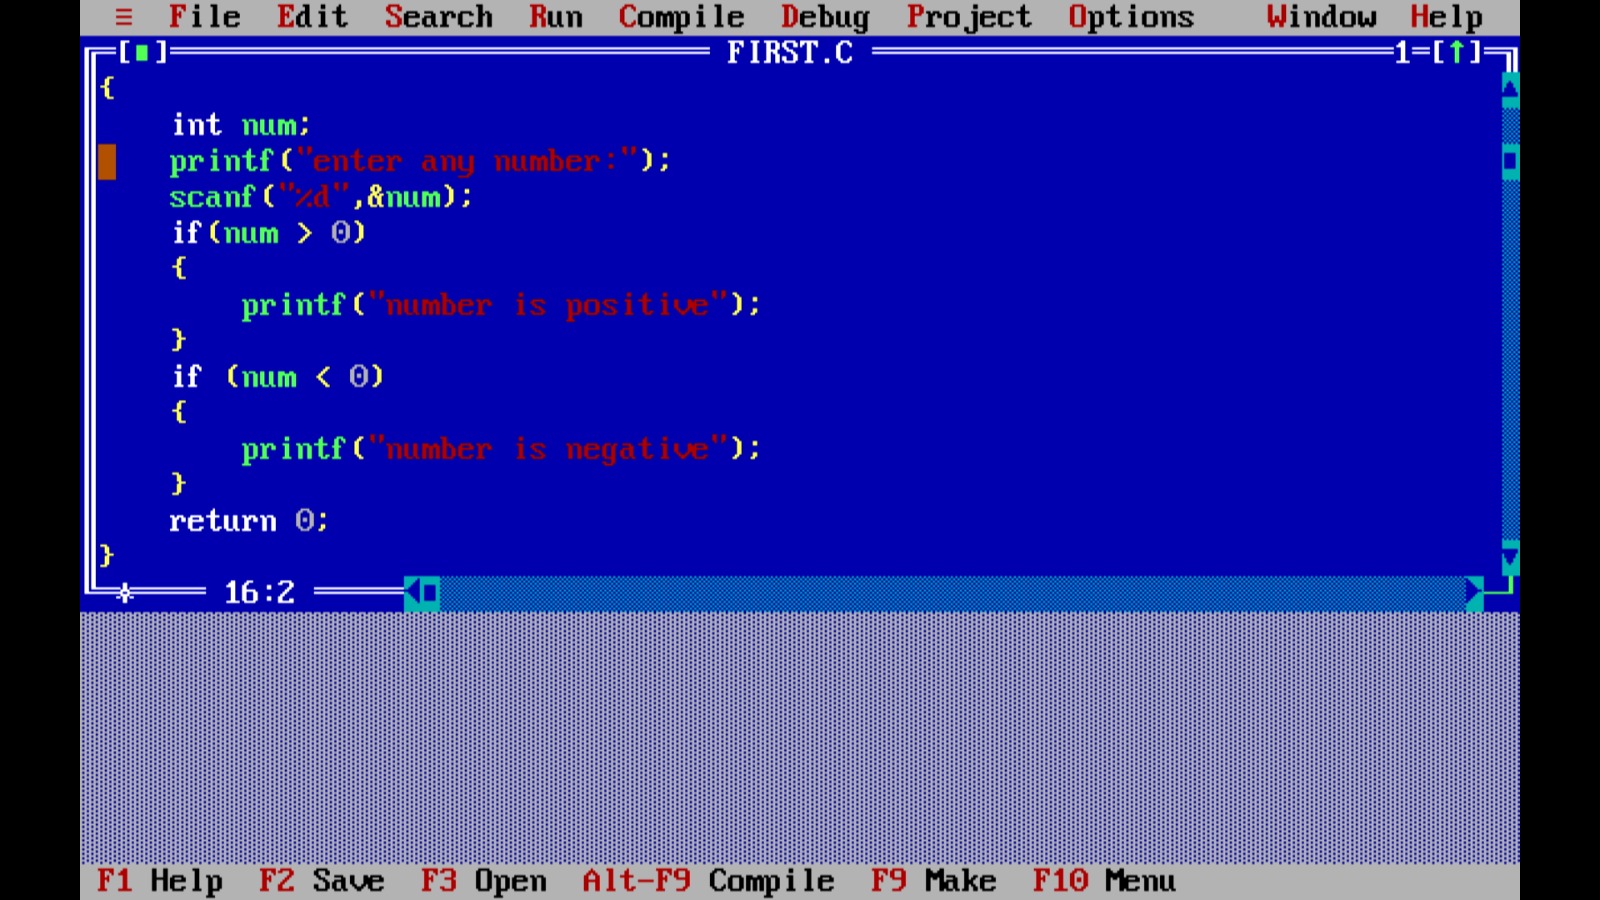 ≡ File Edit Search Run Compile Debug Project Options Window Help
[■] FIRST.C 1=[↑]
{
    int num;
    printf("enter any number:");
    scanf("%d",&num);
    if(num > 0)
    {
        printf("number is positive");
    }
    if (num < 0)
    {
        printf("number is negative");
    }
    return 0;
}
16:2
F1 Help F2 Save F3 Open Alt-F9 Compile F9 Make F10 Menu